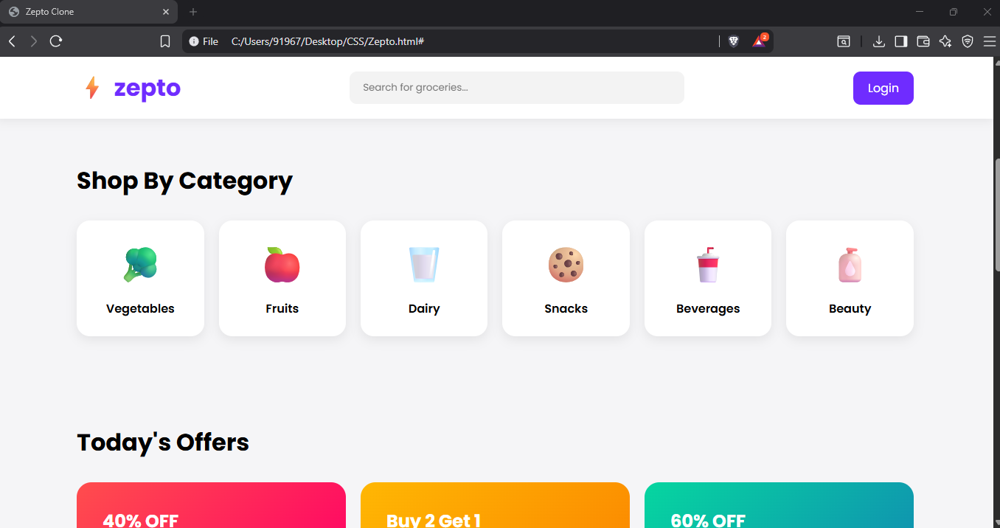 Zepto Clone
File C:/Users/91967/Desktop/CSS/Zepto.html#
2
zepto
Search for groceries...
Login
Shop By Category
Vegetables
Fruits
Dairy
Snacks
Beverages
Beauty
Today's Offers
40% OFF
Buy 2 Get 1
60% OFF